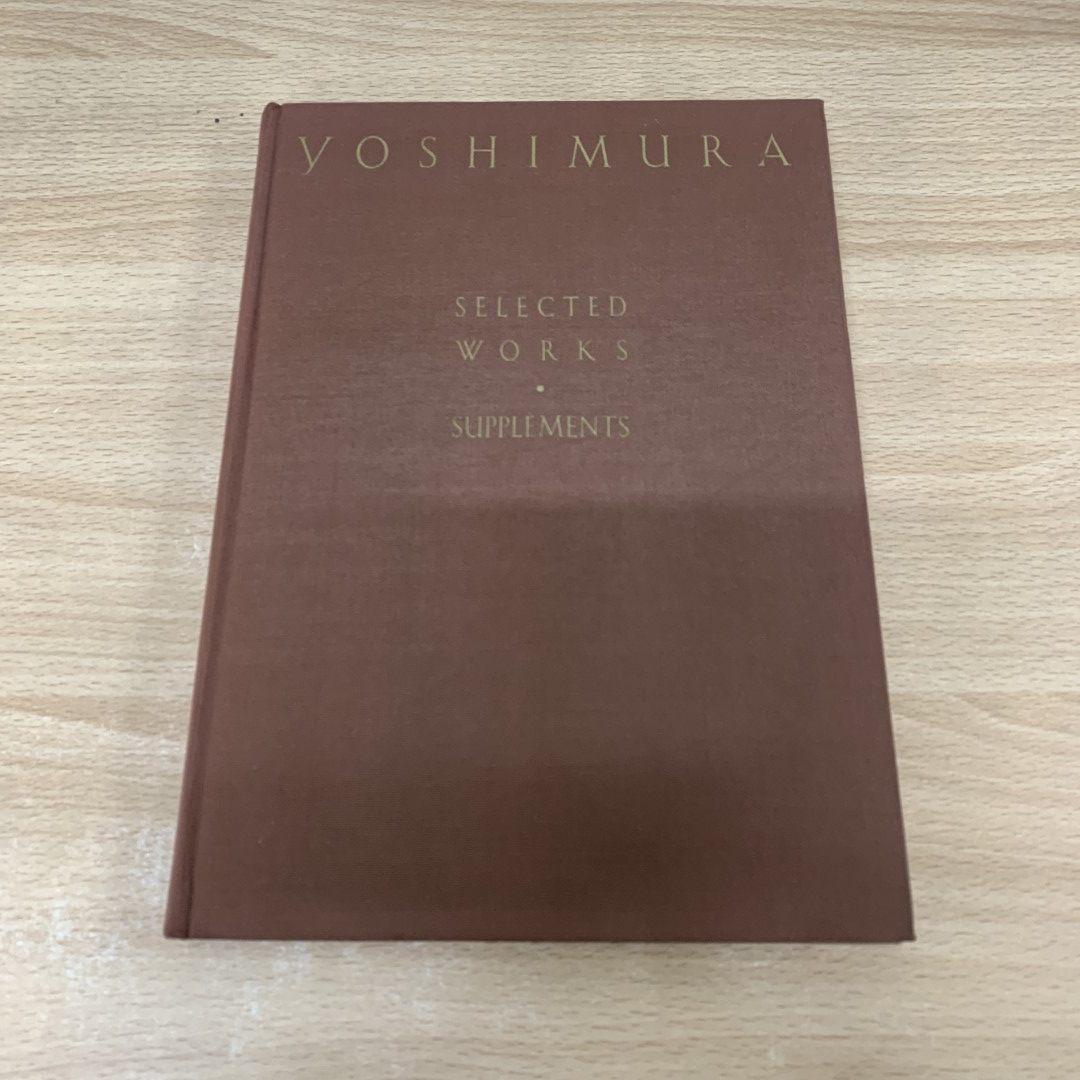 YOSHIMURA
SELECTED
WORKS
•
SUPPLEMENTS